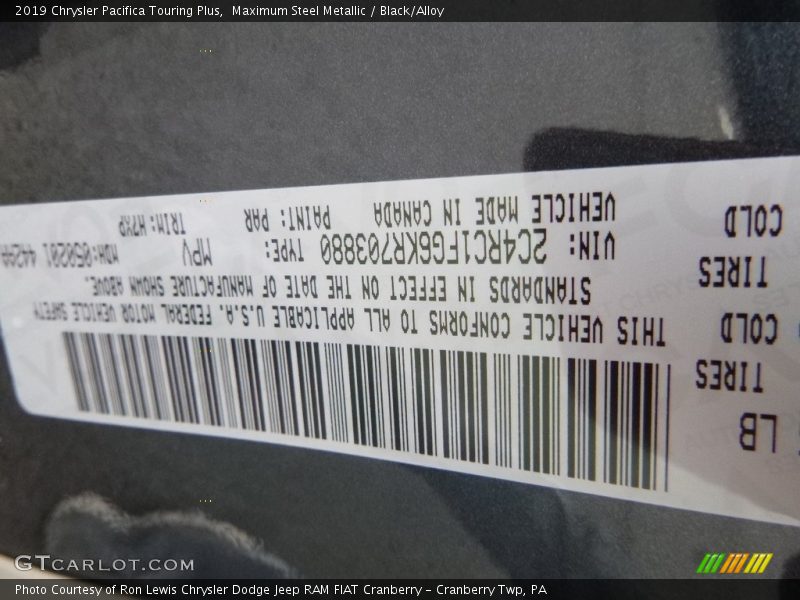 2019 Chrysler Pacifica Touring Plus,  Maximum Steel Metallic / Black/Alloy
LB
TIRES
COLD
TIRES
COLD
THIS VEHICLE CONFORMS TO ALL APPLICABLE U.S.A. FEDERAL MOTOR VEHICLE SAFETY
STANDARDS IN EFFECT ON THE DATE OF MANUFACTURE SHOWN ABOVE.
VIN: 2C4RC1FG6KR703880 TYPE: MPV MDH:050201
VEHICLE MADE IN CANADA PAINT: PAR TRIM:H7XP
GTCARLOT.COM
Photo Courtesy of Ron Lewis Chrysler Dodge Jeep RAM FIAT Cranberry - Cranberry Twp, PA